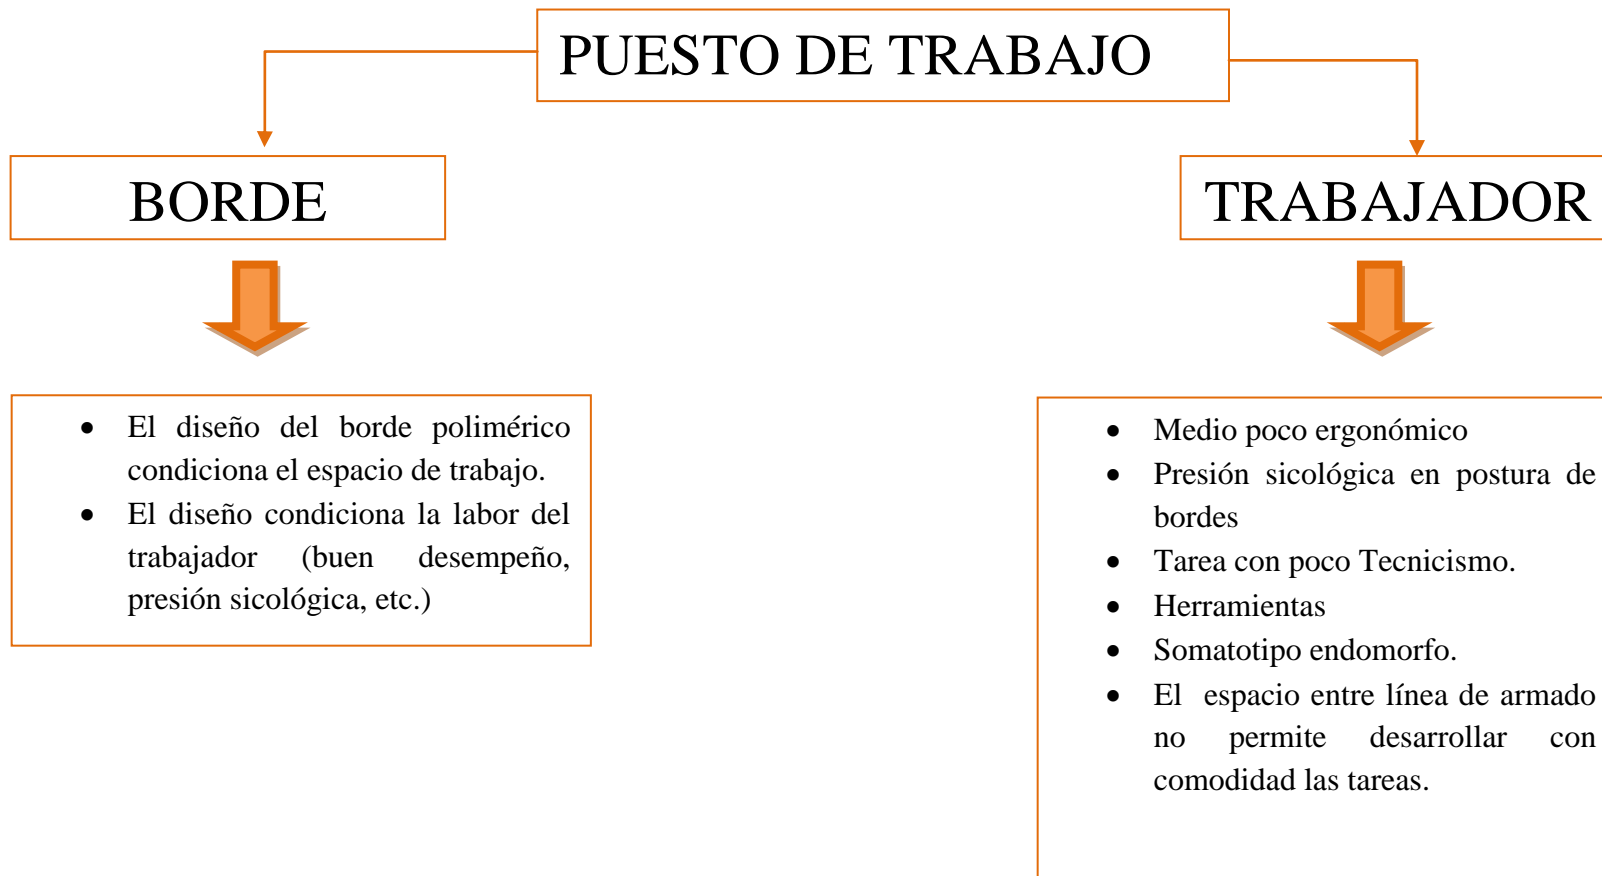 PUESTO DE TRABAJO
BORDE
TRABAJADOR
• El diseño del borde polimérico
condiciona el espacio de trabajo.
• El diseño condiciona la labor del
trabajador (buen desempeño,
presión sicológica, etc.)
• Medio poco ergonómico
• Presión sicológica en postura de
bordes
• Tarea con poco Tecnicismo.
• Herramientas
• Somatotipo endomorfo.
• El espacio entre línea de armado
no permite desarrollar con
comodidad las tareas.